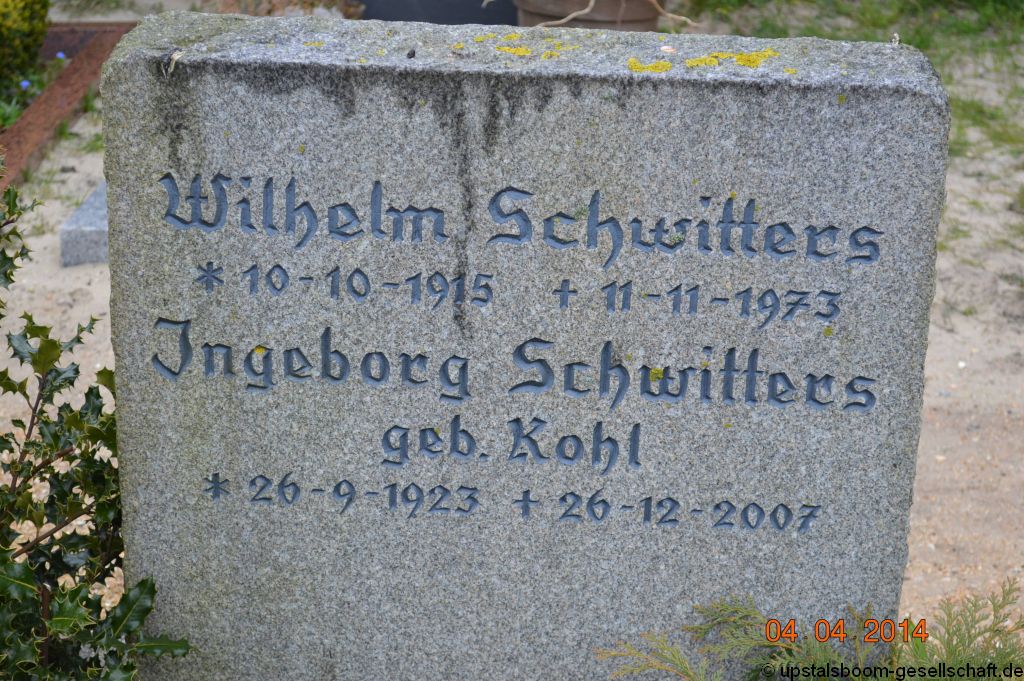 Wilhelm Schwitters
* 10-10-1915 + 11-11-1973
Ingeborg Schwitters
geb. Kohl
* 26-9-1923 + 26-12-2007
04 04 2014
© upstalsboom-gesellschaft.de